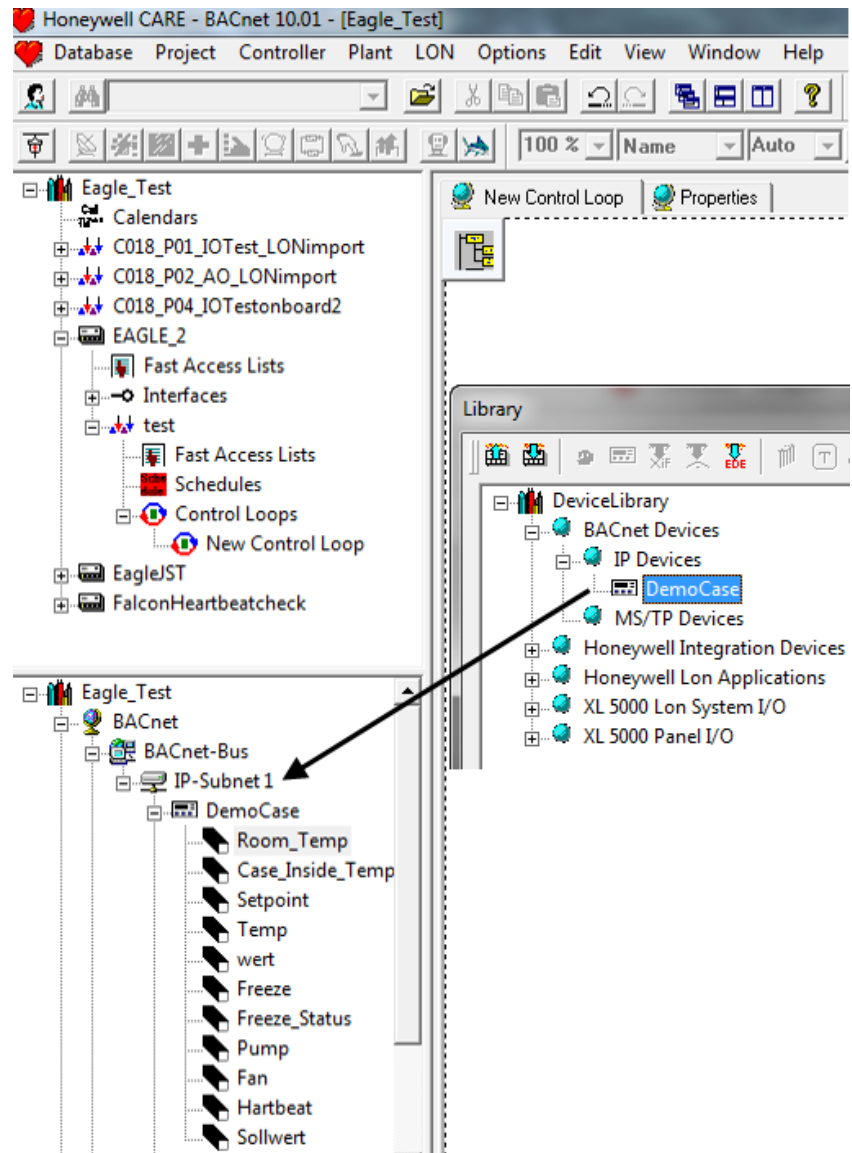 Honeywell CARE - BACnet 10.01 - [Eagle_Test]
Database Project Controller Plant LON Options Edit View Window Help
100 % Name Auto
Eagle_Test
Calendars
C018_P01_IOTest_LONimport
C018_P02_AO_LONimport
C018_P04_IOTestonboard2
EAGLE_2
Fast Access Lists
Interfaces
test
Fast Access Lists
Schedules
Control Loops
New Control Loop
EagleJST
FalconHeartbeatcheck
New Control Loop Properties
Library
XIF EDE T
DeviceLibrary
BACnet Devices
IP Devices
DemoCase
MS/TP Devices
Honeywell Integration Devices
Honeywell Lon Applications
XL 5000 Lon System I/O
XL 5000 Panel I/O
Eagle_Test
BACnet
BACnet-Bus
IP-Subnet 1
DemoCase
Room_Temp
Case_Inside_Temp
Setpoint
Temp
wert
Freeze
Freeze_Status
Pump
Fan
Hartbeat
Sollwert